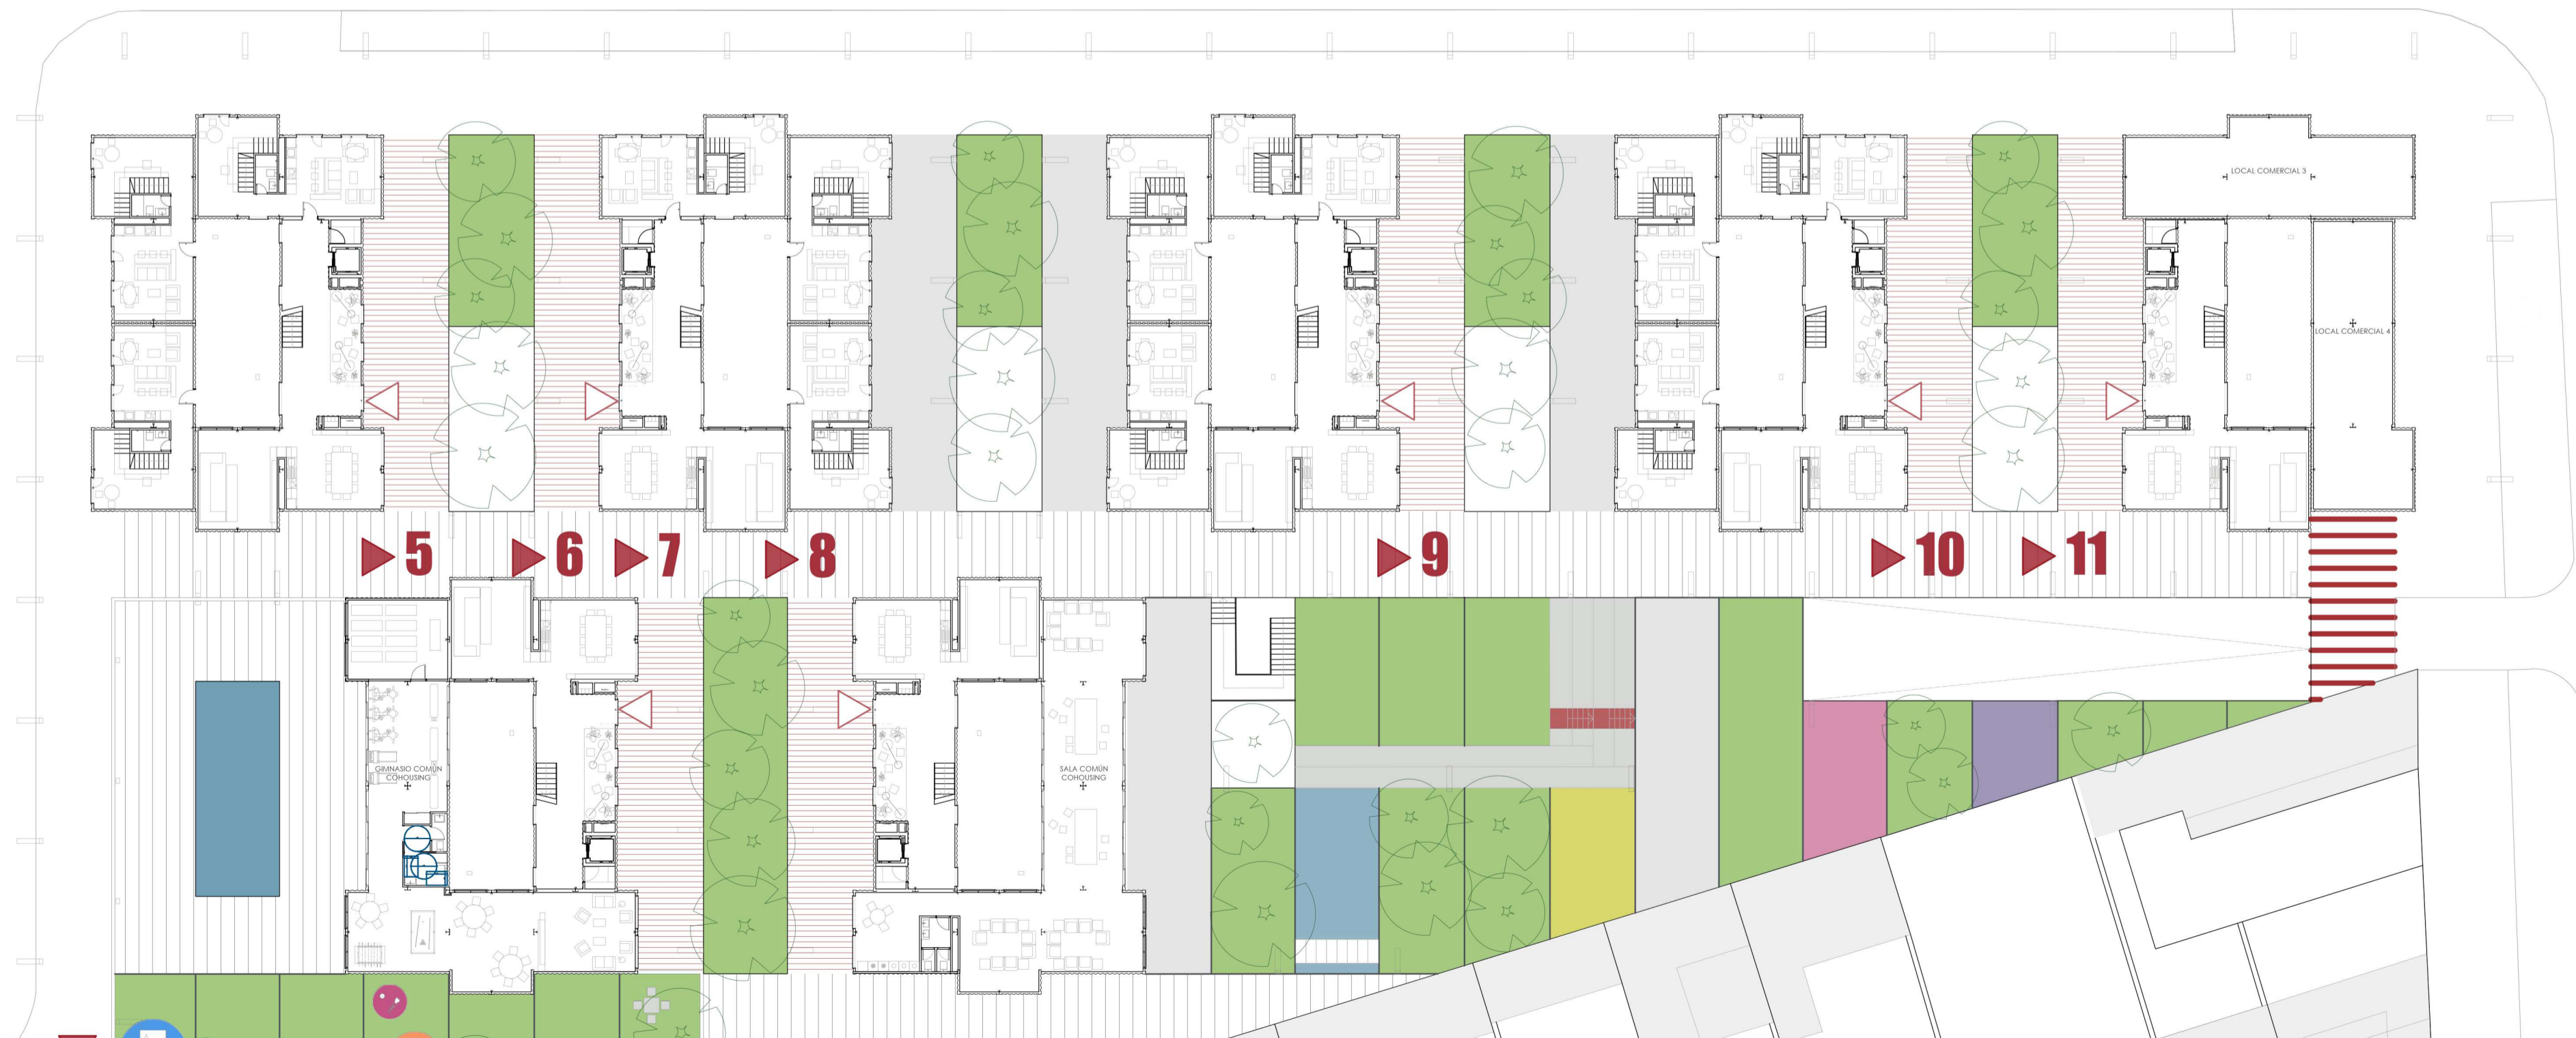 LOCAL COMERCIAL 3
LOCAL COMERCIAL 4
5
6
7
8
9
10
11
GIMNASIO COMÚN
COHOUSING
SALA COMÚN
COHOUSING